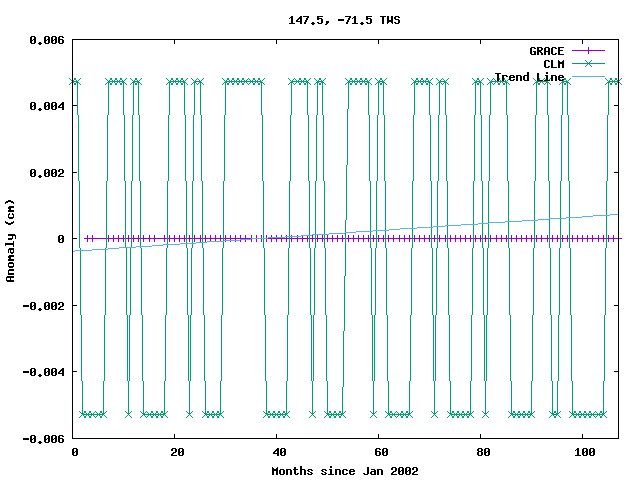 147.5, -71.5 TWS
GRACE
CLM
Trend Line
0.006
0.004
0.002
0
-0.002
-0.004
-0.006
Anomaly (cm)
0 20 40 60 80 100
Months since Jan 2002